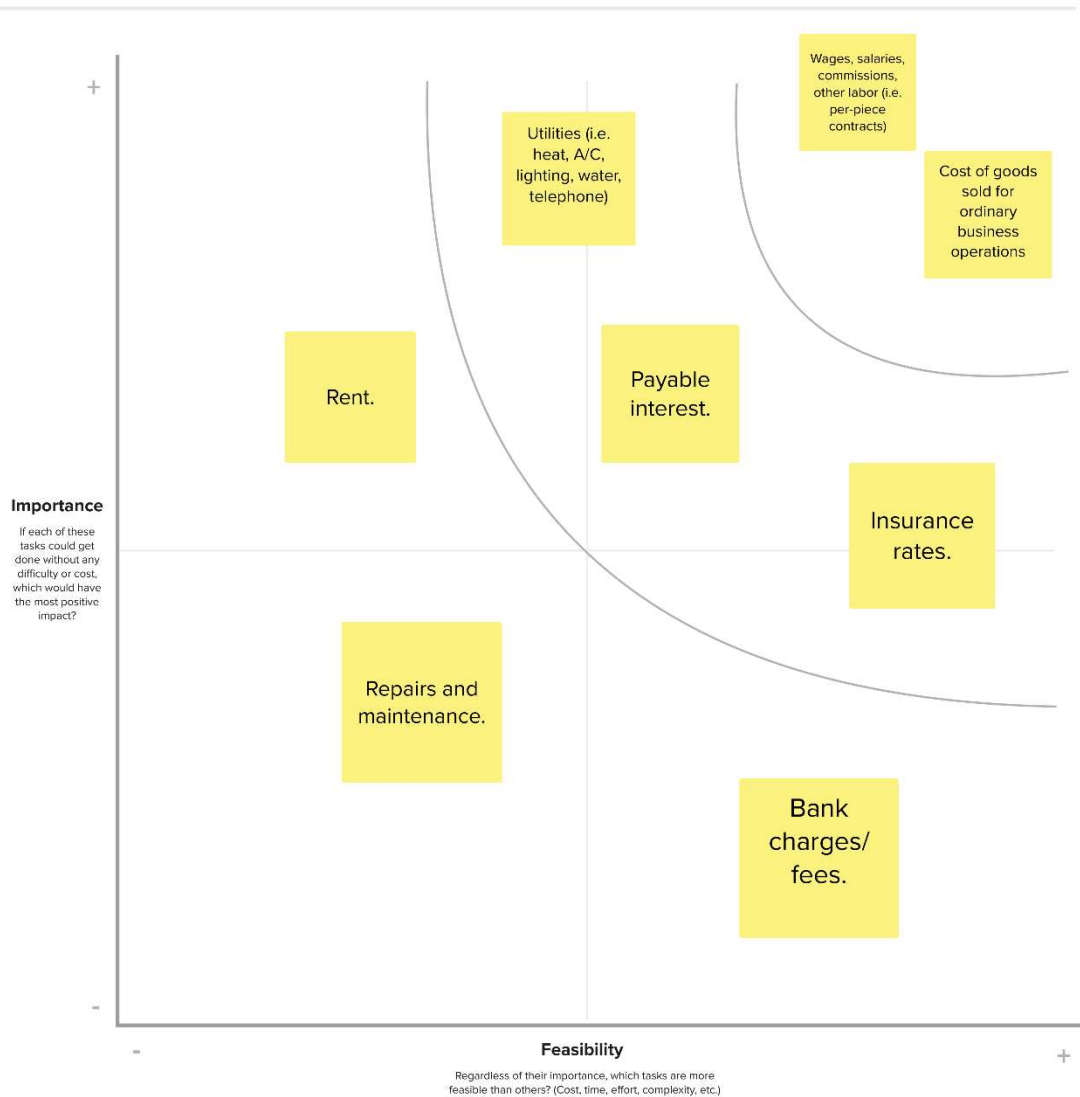 +
Wages, salaries,
commissions,
other labor (i.e.
per-piece
contracts)
Utilities (i.e.
heat, A/C,
lighting, water,
telephone)
Cost of goods
sold for
ordinary
business
operations
Rent.
Payable
interest.
Importance
If each of these
tasks could get
done without any
difficulty or cost,
which would have
the most positive
impact?
Insurance
rates.
Repairs and
maintenance.
Bank
charges/
fees.
-
-
Feasibility
+
Regardless of their importance, which tasks are more
feasible than others? (Cost, time, effort, complexity, etc.)